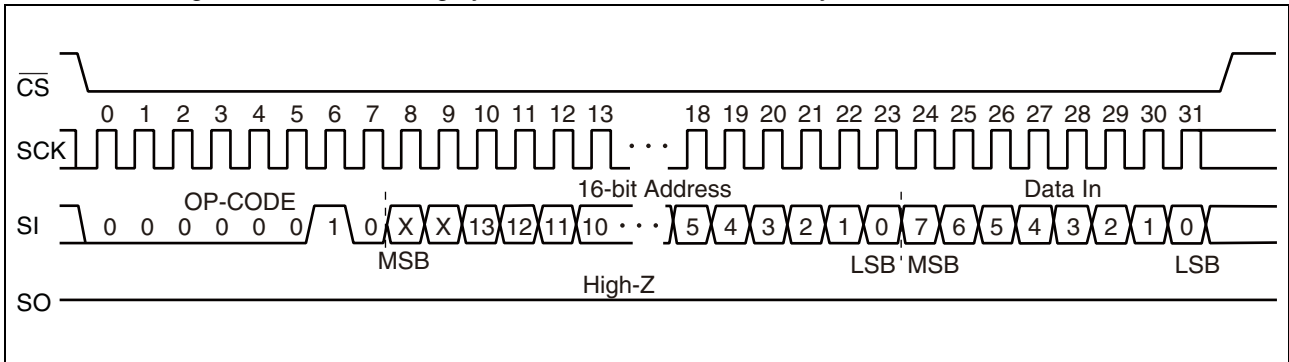 CS
0 1 2 3 4 5 6 7 8 9 10 11 12 13 18 19 20 21 22 23 24 25 26 27 28 29 30 31
SCK ···
OP-CODE 16-bit Address Data In
SI 0 0 0 0 0 0 1 0 X X 13 12 11 10 ··· 5 4 3 2 1 0 7 6 5 4 3 2 1 0
MSB LSB MSB LSB
High-Z
SO